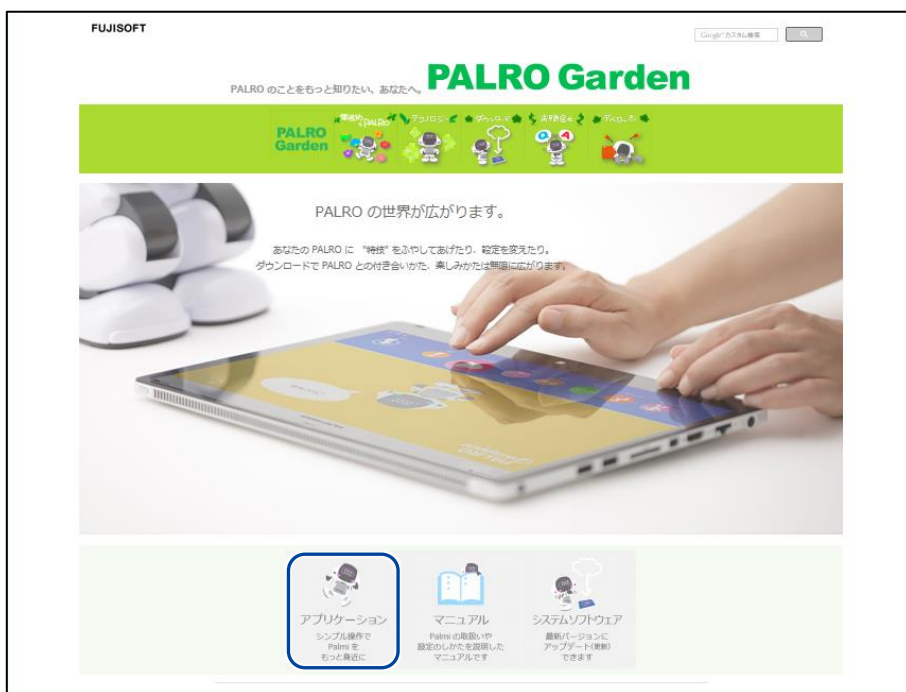 FUJISOFT
Google カスタム検索
PALRO のことをもっと知りたい、あなたへ。 PALRO Garden
PALRO
Garden
PALRO の世界が広がります。
あなたの PALRO に “特技” をふやしてあげたり、設定を変えたり。
ダウンロードで PALRO との付き合いかた、楽しみかたは無限に広がります。
アプリケーション
シンプル操作で
Palmi を
もっと身近に
マニュアル
Palmi の取扱いや
設定のしかたを説明した
マニュアルです
システムソフトウェア
最新バージョンに
アップデート(更新)
できます